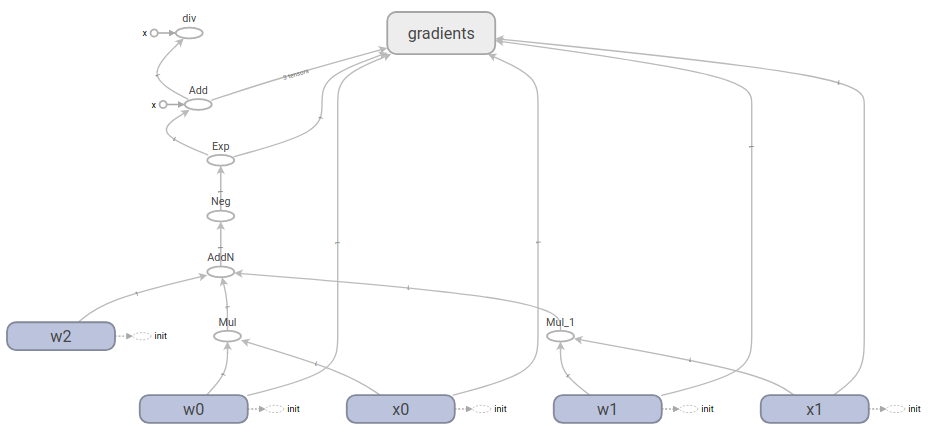 div
gradients
x
3 tensors
Add
x
Exp
Neg
AddN
w2
init
Mul
Mul_1
w0
init
x0
init
w1
init
x1
init